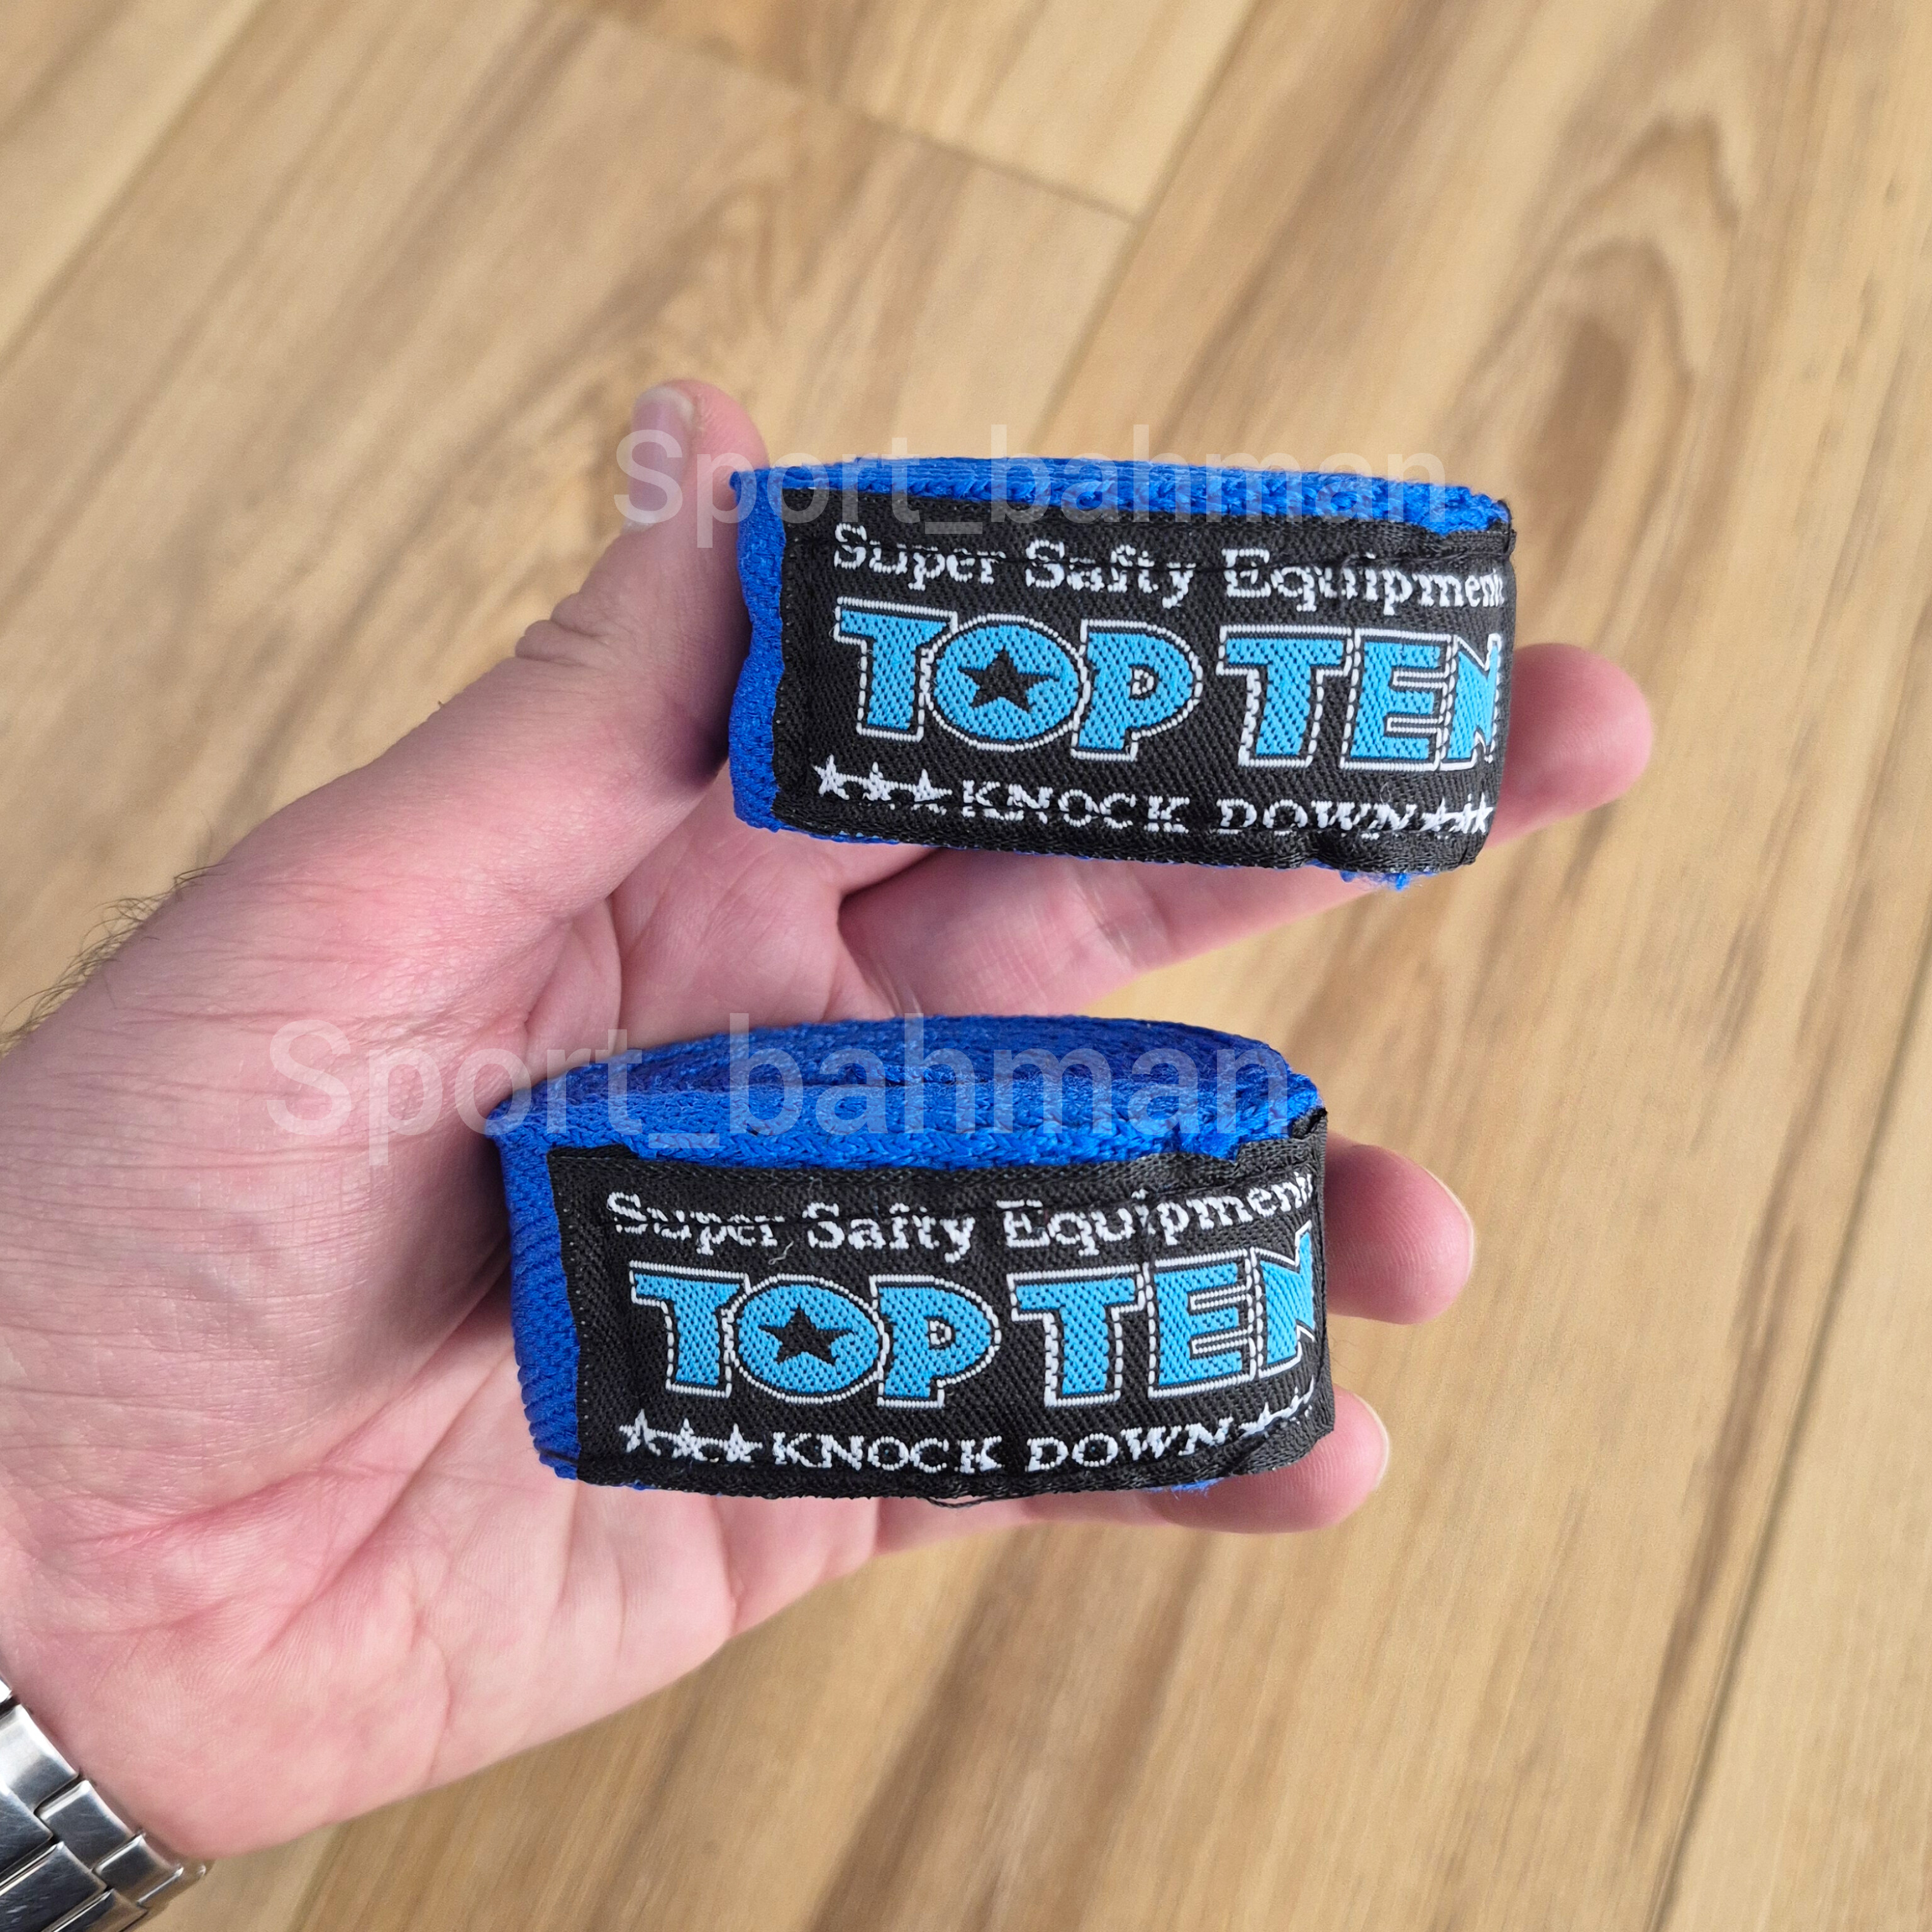 Sport_bahman
Super Safty Equipment
TOP TEN
KNOCK DOWN
Sport_bahman
Super Safty Equipment
TOP TEN
KNOCK DOWN